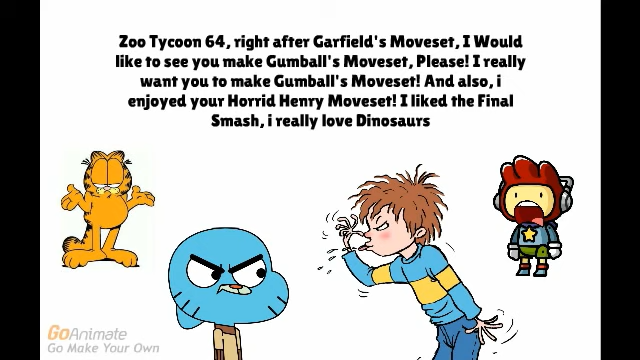 Zoo Tycoon 64, right after Garfield's Moveset, I Would
like to see you make Gumball's Moveset, Please! I really
want you to make Gumball's Moveset! And also, i
enjoyed your Horrid Henry Moveset! I liked the Final
Smash, i really love Dinosaurs
GoAnimate
Go Make Your Own